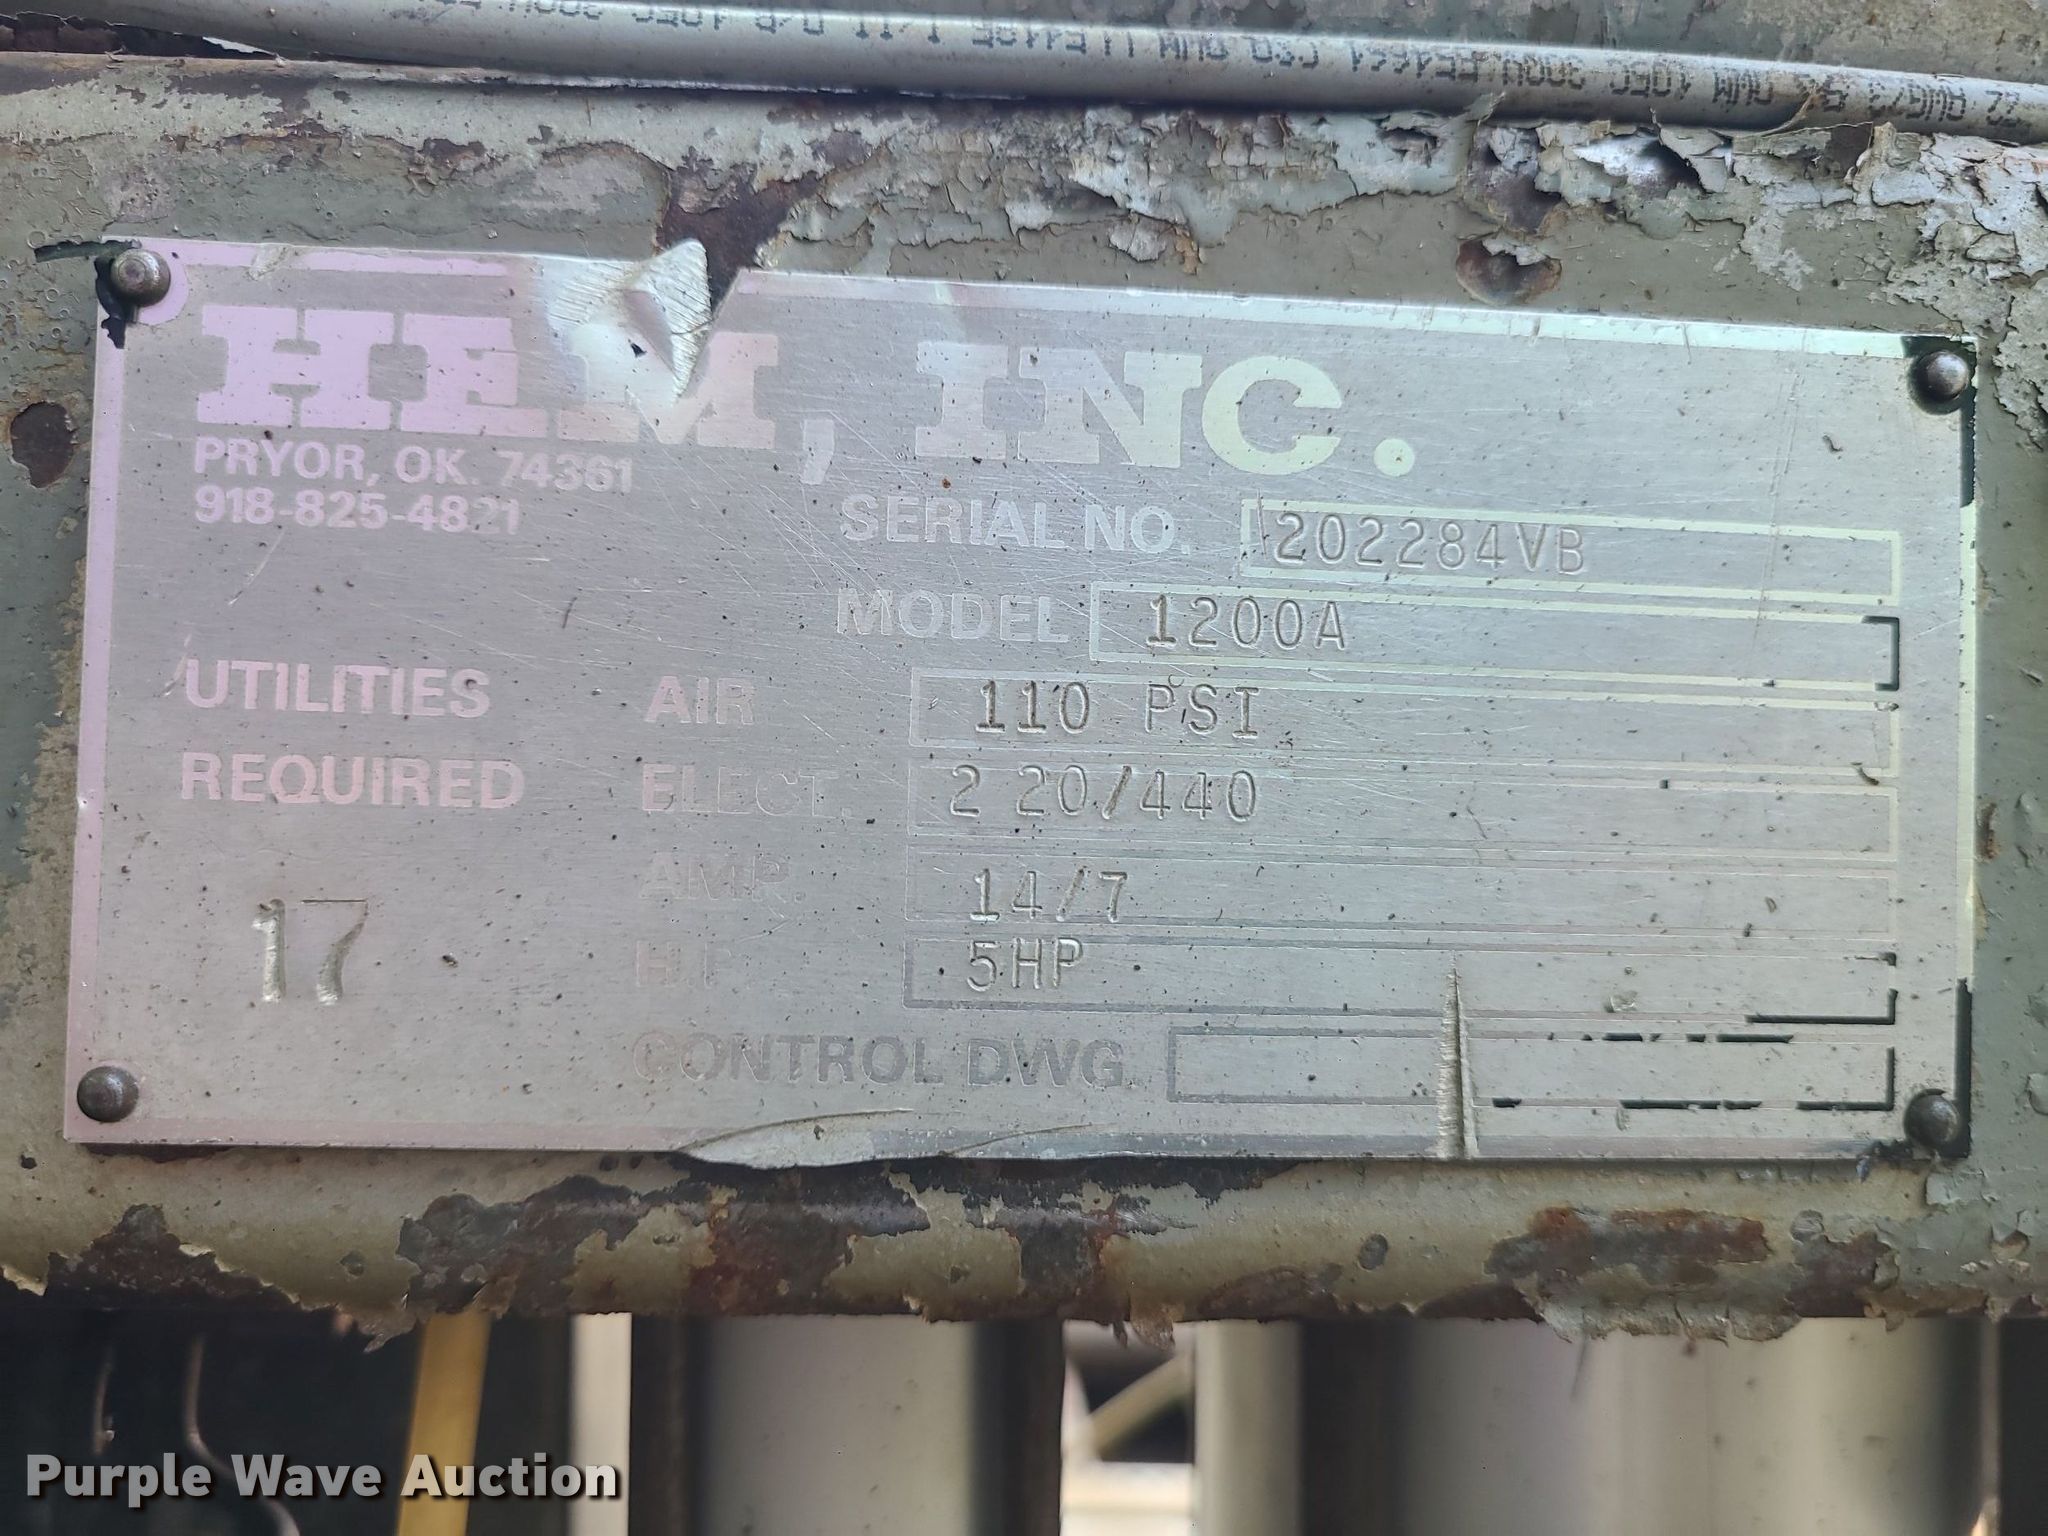 HEM, INC.
PRYOR, OK. 74361
918-825-4821
SERIAL NO. 202284VB
MODEL 1200A
UTILITIES REQUIRED
AIR 110 PSI
ELECT. 2 20/440
AMP. 14/7
H.P. 5HP
CONTROL DWG.
17
Purple Wave Auction